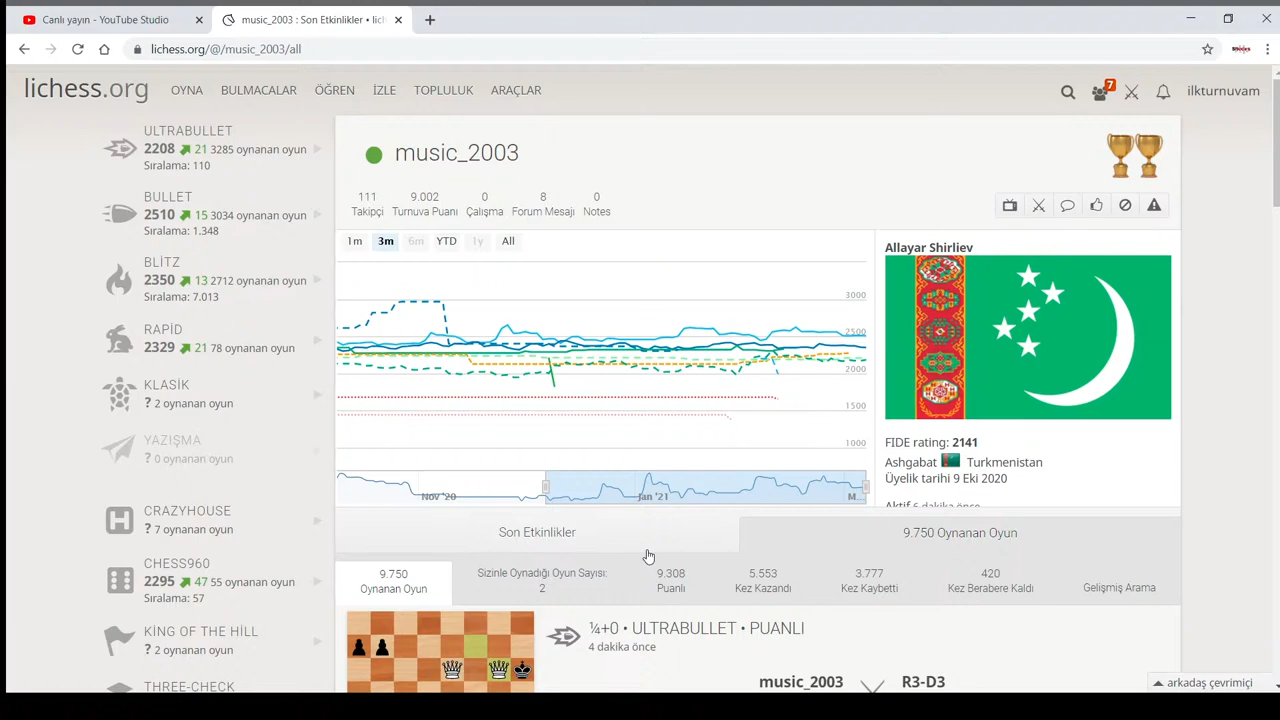 Canlı yayın - YouTube Studio
music_2003 : Son Etkinlikler • lich
lichess.org/@/music_2003/all
lichess.org
OYNA
BULMACALAR
ÖĞREN
İZLE
TOPLULUK
ARAÇLAR
7
ilkturnuvam
ULTRABULLET
2208 21 3285 oynanan oyun
Sıralama: 110
BULLET
2510 15 3034 oynanan oyun
Sıralama: 1.348
BLİTZ
2350 13 2712 oynanan oyun
Sıralama: 7.013
RAPİD
2329 21 78 oynanan oyun
KLASİK
? 2 oynanan oyun
YAZIŞMA
? 0 oynanan oyun
CRAZYHOUSE
? 7 oynanan oyun
CHESS960
2295 47 55 oynanan oyun
Sıralama: 57
KİNG OF THE HİLL
? 2 oynanan oyun
THREE-CHECK
music_2003
111
Takipçi
9.002
Turnuva Puanı
0
Çalışma
8
Forum Mesajı
0
Notes
1m 3m 6m YTD 1y All
3000
2500
2000
1500
1000
Nov '20
Jan '21
M...
Allayar Shirliev
FIDE rating: 2141
Ashgabat Turkmenistan
Üyelik tarihi 9 Eki 2020
Aktif 6 dakika önce
Son Etkinlikler
9.750 Oynanan Oyun
9.750
Oynanan Oyun
Sizinle Oynadığı Oyun Sayısı:
2
9.308
Puanlı
5.553
Kez Kazandı
3.777
Kez Kaybetti
420
Kez Berabere Kaldı
Gelişmiş Arama
¼+0 • ULTRABULLET • PUANLI
4 dakika önce
music_2003
R3-D3
arkadaş çevrimiçi